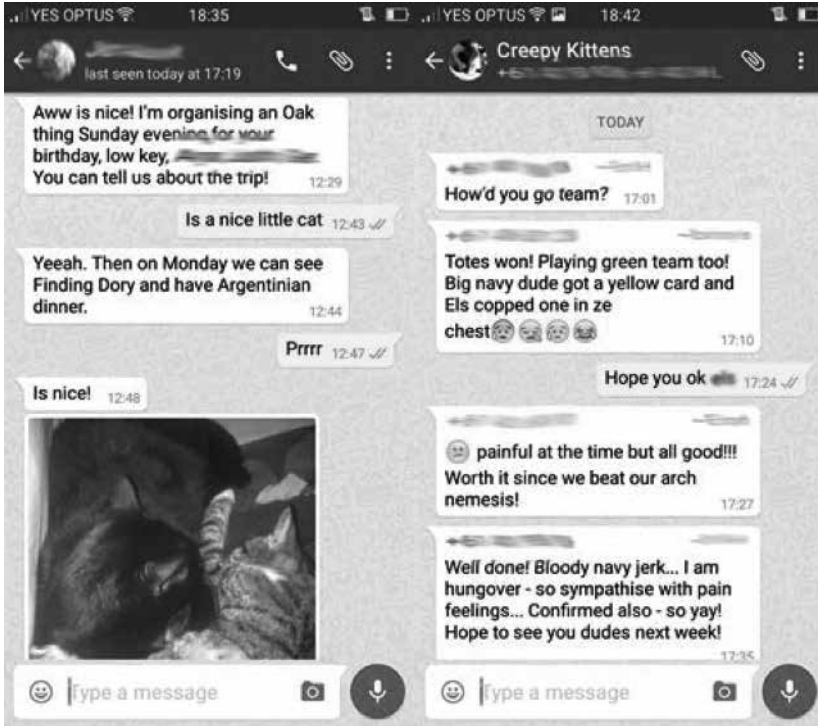 YES OPTUS 18:35
last seen today at 17:19
Aww is nice! I'm organising an Oak
thing Sunday evening for your
birthday, low key,
You can tell us about the trip! 12:29
Is a nice little cat 12:43
Yeeah. Then on Monday we can see
Finding Dory and have Argentinian
dinner. 12:44
Prrrr 12:47
Is nice! 12:48
Type a message
YES OPTUS 18:42
Creepy Kittens
TODAY
How'd you go team? 17:01
Totes won! Playing green team too!
Big navy dude got a yellow card and
Els copped one in ze
chest
17:10
Hope you ok 17:24
painful at the time but all good!!!
Worth it since we beat our arch
nemesis! 17:27
Well done! Bloody navy jerk... I am
hungover - so sympathise with pain
feelings... Confirmed also - so yay!
Hope to see you dudes next week!
17:35
Type a message